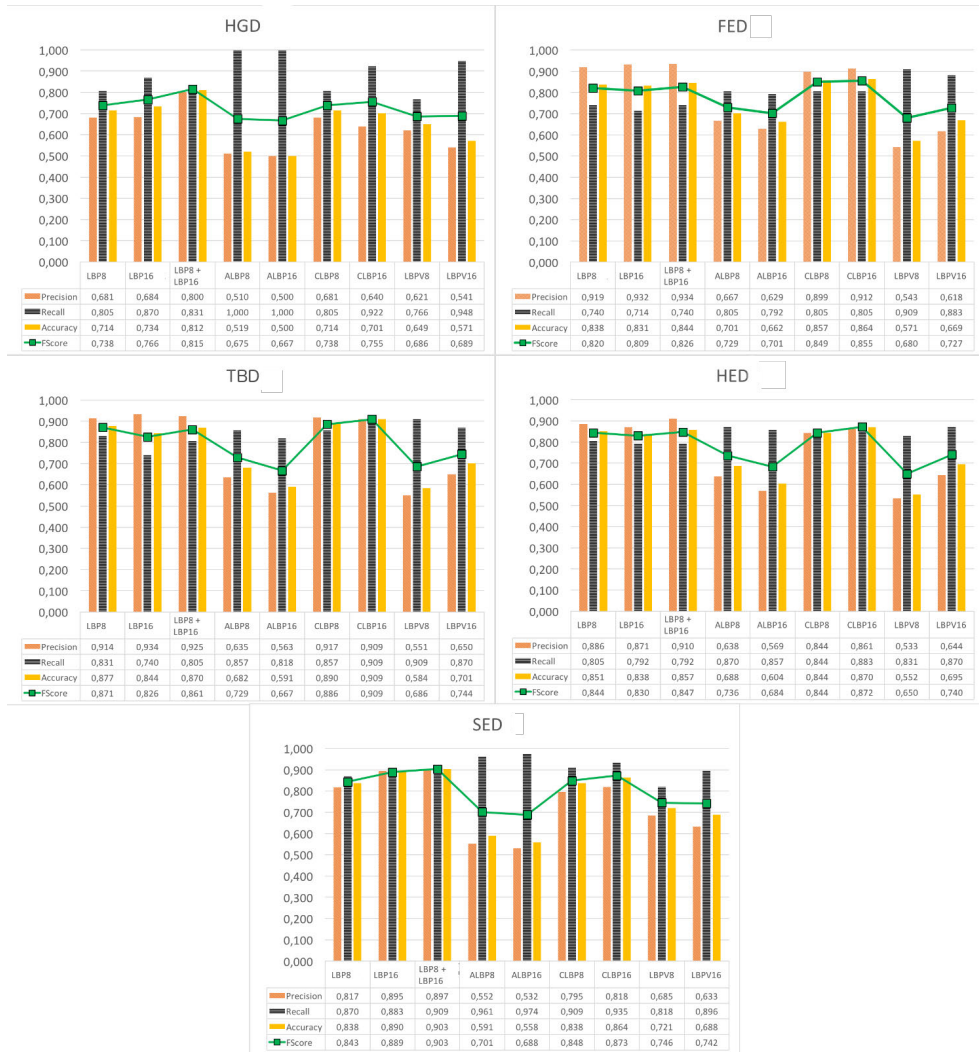 HGD
1,000
0,900
0,800
0,700
0,600
0,500
0,400
0,300
0,200
0,100
0,000
LBP8 LBP16 LBP8 + LBP16 ALBP8 ALBP16 CLBP8 CLBP16 LBPV8 LBPV16
Precision 0,681 0,684 0,800 0,510 0,500 0,681 0,640 0,621 0,541
Recall 0,805 0,870 0,831 1,000 1,000 0,805 0,922 0,766 0,948
Accuracy 0,714 0,734 0,812 0,519 0,500 0,714 0,701 0,649 0,571
FScore 0,738 0,766 0,815 0,675 0,667 0,738 0,755 0,686 0,689
FED
1,000
0,900
0,800
0,700
0,600
0,500
0,400
0,300
0,200
0,100
0,000
LBP8 LBP16 LBP8 + LBP16 ALBP8 ALBP16 CLBP8 CLBP16 LBPV8 LBPV16
Precision 0,919 0,932 0,934 0,667 0,629 0,899 0,912 0,543 0,618
Recall 0,740 0,714 0,740 0,805 0,792 0,805 0,805 0,909 0,883
Accuracy 0,838 0,831 0,844 0,701 0,662 0,857 0,864 0,571 0,669
FScore 0,820 0,809 0,826 0,729 0,701 0,849 0,855 0,680 0,727
TBD
1,000
0,900
0,800
0,700
0,600
0,500
0,400
0,300
0,200
0,100
0,000
LBP8 LBP16 LBP8 + LBP16 ALBP8 ALBP16 CLBP8 CLBP16 LBPV8 LBPV16
Precision 0,914 0,934 0,925 0,635 0,563 0,917 0,909 0,551 0,650
Recall 0,831 0,740 0,805 0,857 0,818 0,857 0,909 0,909 0,870
Accuracy 0,877 0,844 0,870 0,682 0,591 0,890 0,909 0,584 0,701
FScore 0,871 0,826 0,861 0,729 0,667 0,886 0,909 0,686 0,744
HED
1,000
0,900
0,800
0,700
0,600
0,500
0,400
0,300
0,200
0,100
0,000
LBP8 LBP16 LBP8 + LBP16 ALBP8 ALBP16 CLBP8 CLBP16 LBPV8 LBPV16
Precision 0,886 0,871 0,910 0,638 0,569 0,844 0,861 0,533 0,644
Recall 0,805 0,792 0,792 0,870 0,857 0,844 0,883 0,831 0,870
Accuracy 0,851 0,838 0,857 0,688 0,604 0,844 0,870 0,552 0,695
FScore 0,844 0,830 0,847 0,736 0,684 0,844 0,872 0,650 0,740
SED
1,000
0,900
0,800
0,700
0,600
0,500
0,400
0,300
0,200
0,100
0,000
LBP8 LBP16 LBP8 + LBP16 ALBP8 ALBP16 CLBP8 CLBP16 LBPV8 LBPV16
Precision 0,817 0,895 0,897 0,552 0,532 0,795 0,818 0,685 0,633
Recall 0,870 0,883 0,909 0,961 0,974 0,909 0,935 0,818 0,896
Accuracy 0,838 0,890 0,903 0,591 0,558 0,838 0,864 0,721 0,688
FScore 0,843 0,889 0,903 0,701 0,688 0,848 0,873 0,746 0,742